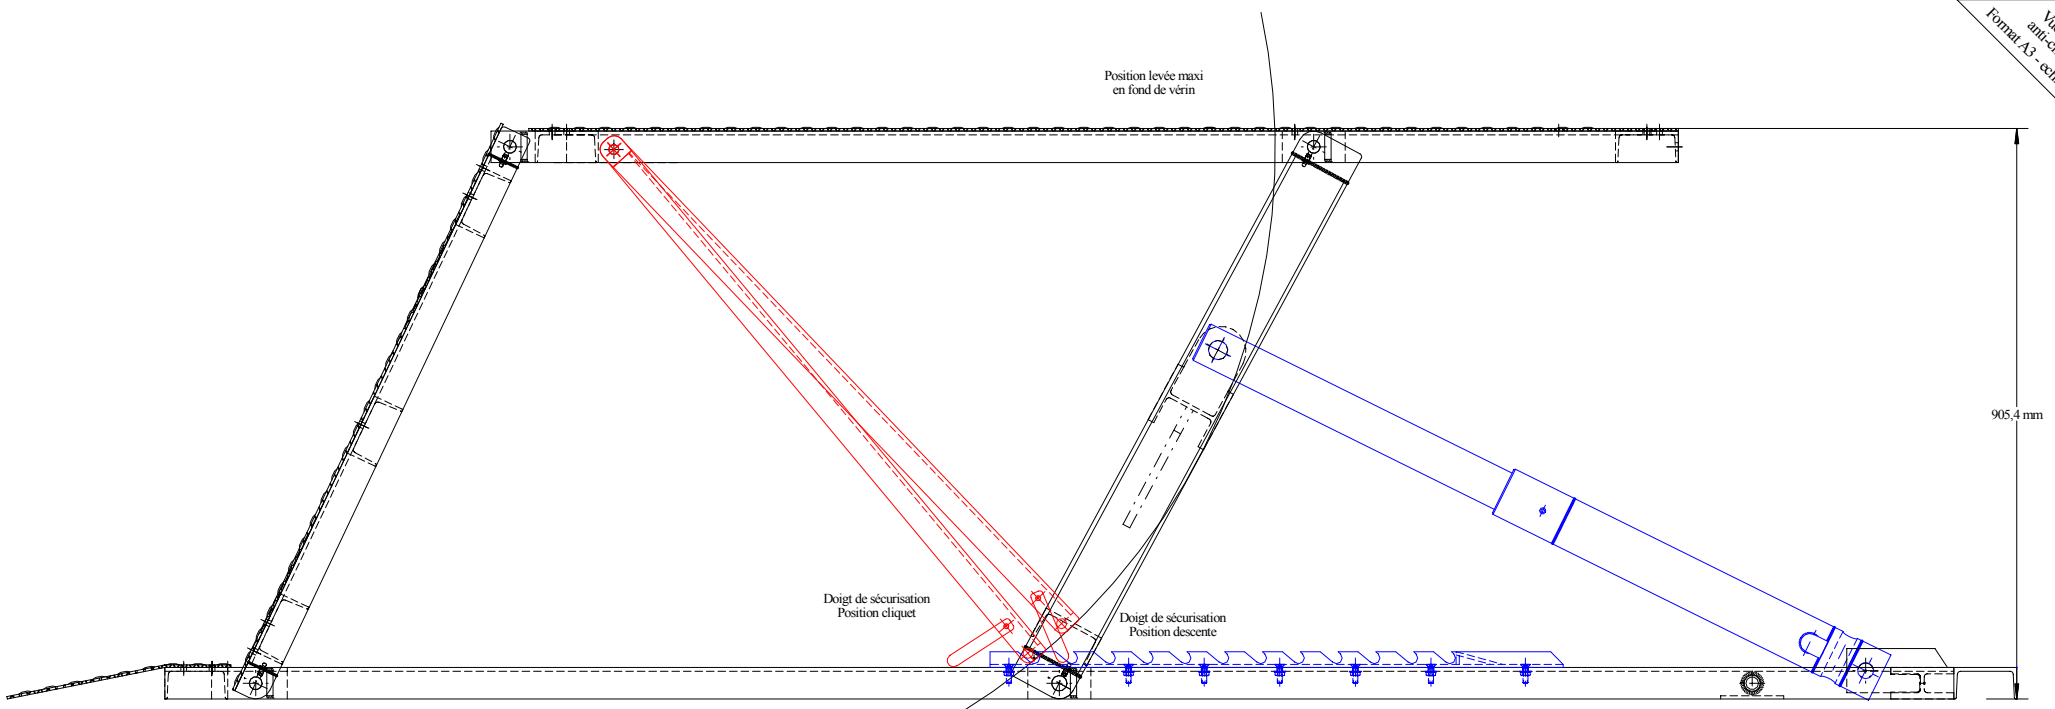 Position levée maxi
en fond de vérin
Format A3 -
905,4 mm
Doigt de sécurisation
Position cliquet
Doigt de sécurisation
Position descente